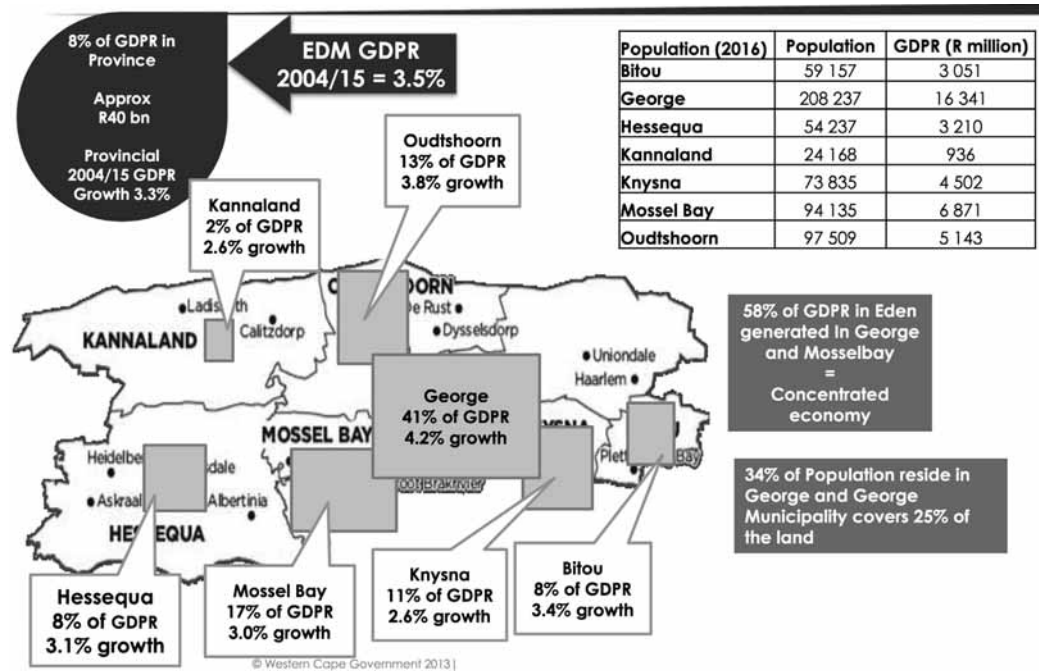 8% of GDPR in
Province
Approx
R40 bn
Provincial
2004/15 GDPR
Growth 3.3%
EDM GDPR
2004/15 = 3.5%
Population (2016) Population GDPR (R million)
Bitou 59 157 3 051
George 208 237 16 341
Hessequa 54 237 3 210
Kannaland 24 168 936
Knysna 73 835 4 502
Mossel Bay 94 135 6 871
Oudtshoorn 97 509 5 143
Oudtshoorn
13% of GDPR
3.8% growth
Kannaland
2% of GDPR
2.6% growth
KANNALAND
Calitzdorp
De Rust
Dysselsdorp
Uniondale
Haarlem
58% of GDPR in Eden
generated In George
and Mosselbay
=
Concentrated
economy
George
41% of GDPR
4.2% growth
MOSSEL BAY
Bay
Albertinia
34% of Population reside in
George and George
Municipality covers 25% of
the land
Hessequa
8% of GDPR
3.1% growth
Mossel Bay
17% of GDPR
3.0% growth
Knysna
11% of GDPR
2.6% growth
Bitou
8% of GDPR
3.4% growth
© Western Cape Government 2013 |